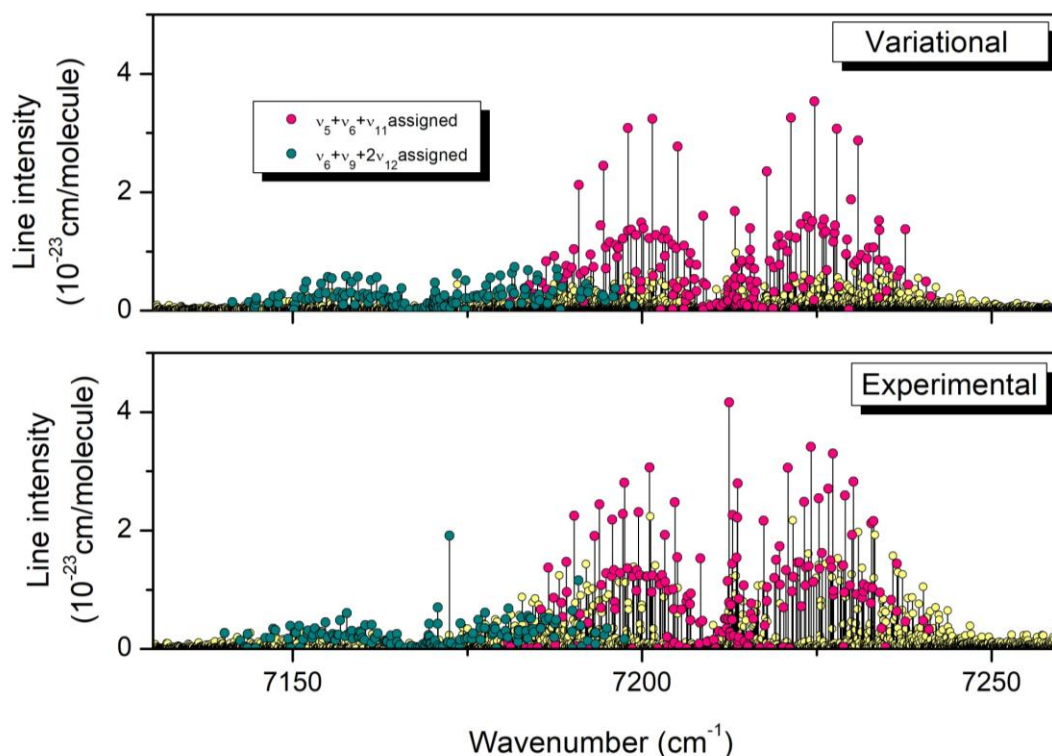 Variational
4
2
0
Line intensity
(10⁻²³cm/molecule)
ν₅+ν₆+ν₁₁assigned
ν₆+ν₉+2ν₁₂assigned
Experimental
4
2
0
Line intensity
(10⁻²³cm/molecule)
7150
7200
7250
Wavenumber (cm⁻¹)